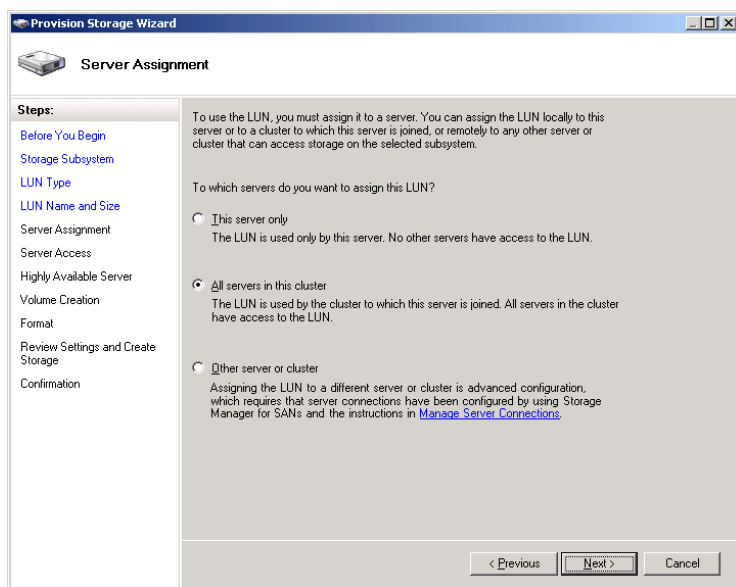 Provision Storage Wizard
Server Assignment
Steps:
Before You Begin
Storage Subsystem
LUN Type
LUN Name and Size
Server Assignment
Server Access
Highly Available Server
Volume Creation
Format
Review Settings and Create
Storage
Confirmation
To use the LUN, you must assign it to a server. You can assign the LUN locally to this
server or to a cluster to which this server is joined, or remotely to any other server or
cluster that can access storage on the selected subsystem.
To which servers do you want to assign this LUN?
This server only
The LUN is used only by this server. No other servers have access to the LUN.
All servers in this cluster
The LUN is used by the cluster to which this server is joined. All servers in the cluster
have access to the LUN.
Other server or cluster
Assigning the LUN to a different server or cluster is advanced configuration,
which requires that server connections have been configured by using Storage
Manager for SANs and the instructions in Manage Server Connections.
< Previous
Next >
Cancel